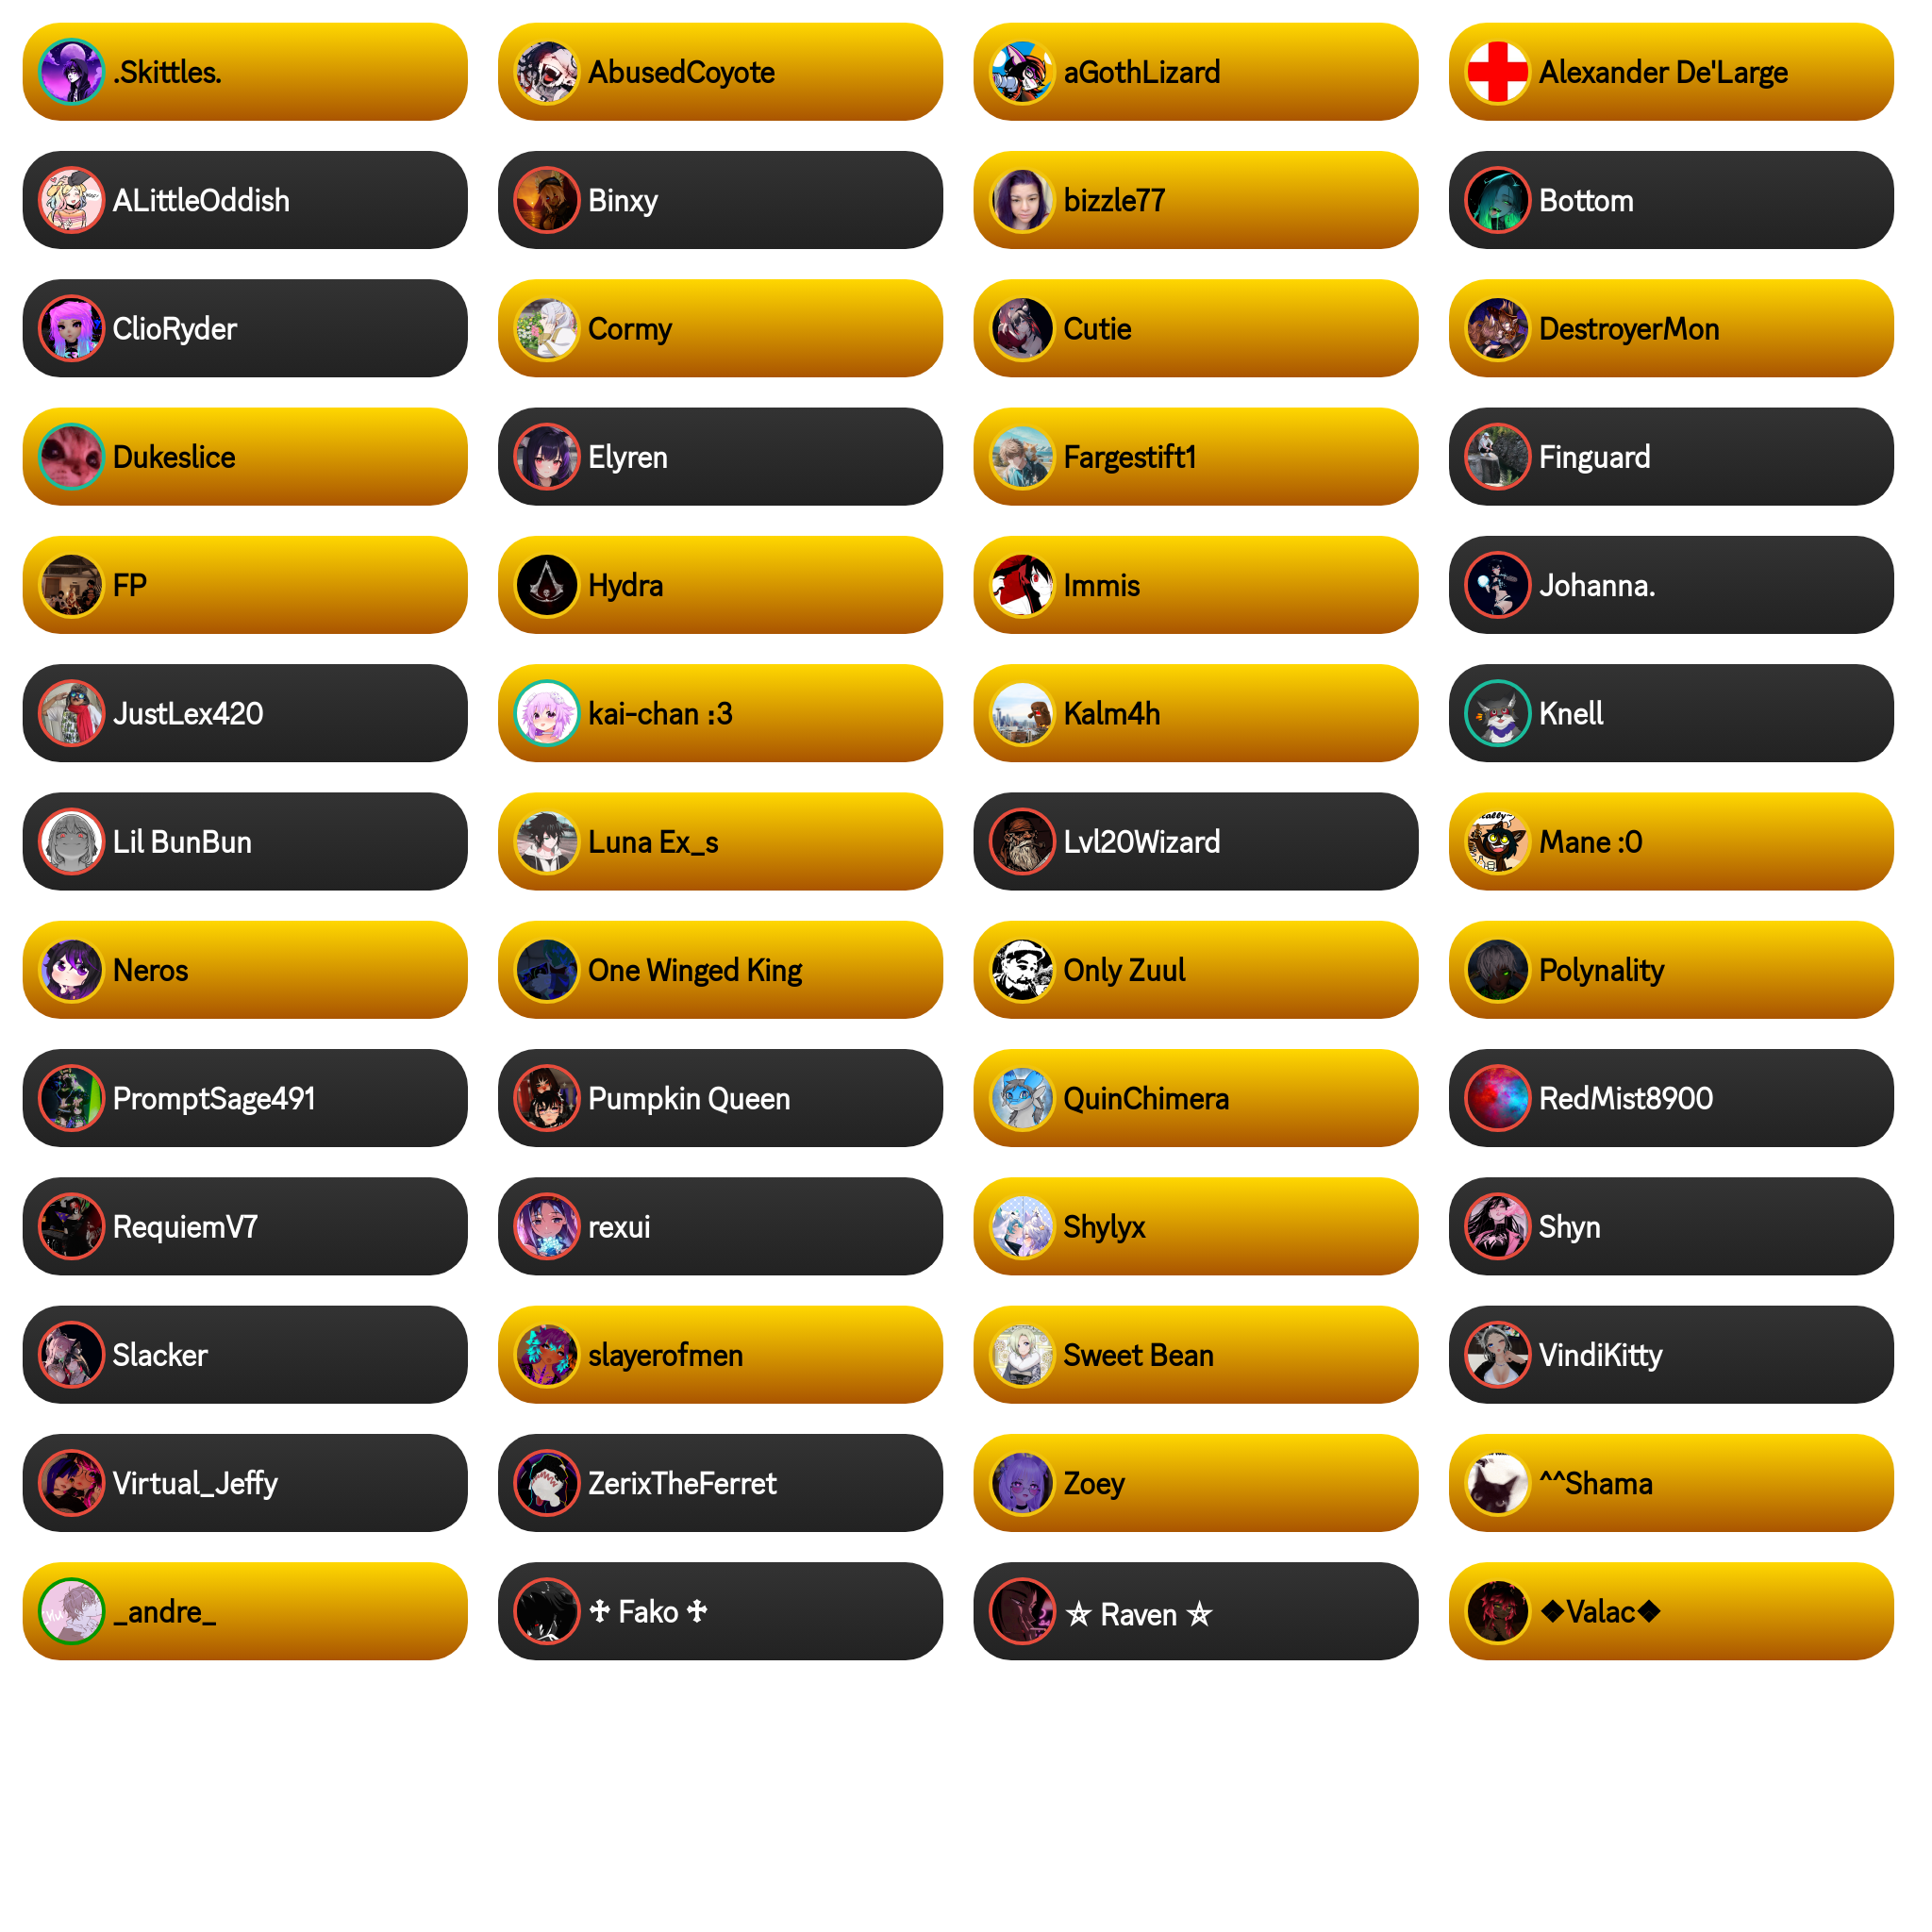 .Skittles.
AbusedCoyote
aGothLizard
Alexander De'Large
ALittleOddish
Binxy
bizzle77
Bottom
ClioRyder
Cormy
Cutie
DestroyerMon
Dukeslice
Elyren
Fargestift1
Finguard
FP
Hydra
Immis
Johanna.
JustLex420
kai-chan :3
Kalm4h
Knell
Lil BunBun
Luna Ex_s
Lvl20Wizard
Mane :0
Neros
One Winged King
Only Zuul
Polynality
PromptSage491
Pumpkin Queen
QuinChimera
RedMist8900
RequiemV7
rexui
Shylyx
Shyn
Slacker
slayerofmen
Sweet Bean
VindiKitty
Virtual_Jeffy
ZerixTheFerret
Zoey
^^Shama
_andre_
♱ Fako ♱
⛤ Raven ⛤
❖Valac❖